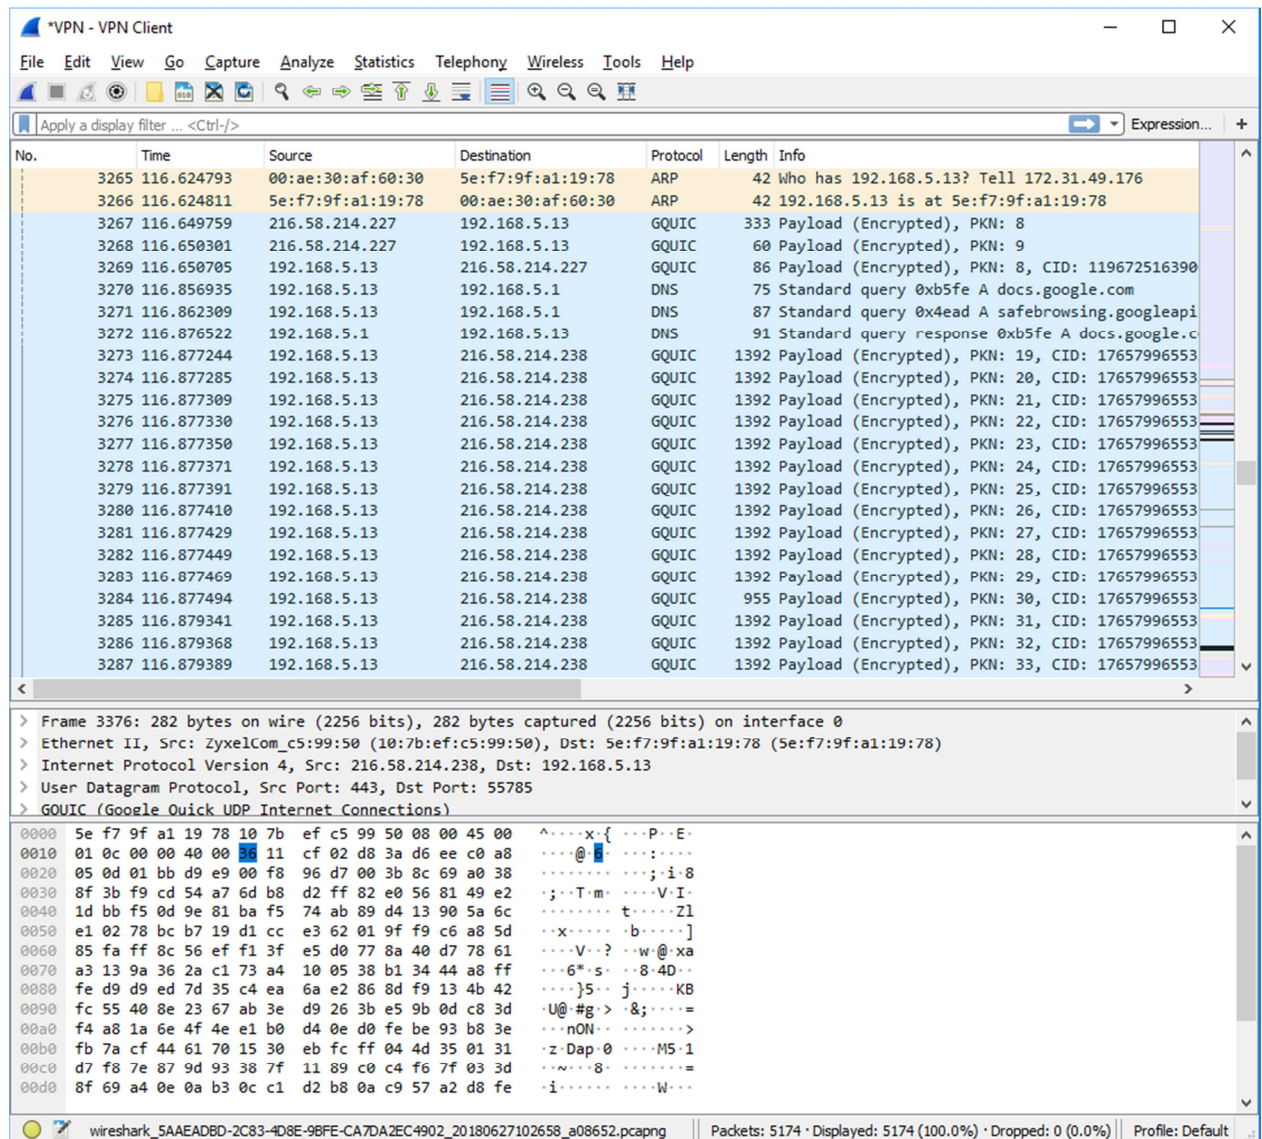 *VPN - VPN Client
File Edit View Go Capture Analyze Statistics Telephony Wireless Tools Help
Apply a display filter ... <Ctrl-/> Expression... +
No. Time Source Destination Protocol Length Info
3265 116.624793 00:ae:30:af:60:30 5e:f7:9f:a1:19:78 ARP 42 Who has 192.168.5.13? Tell 172.31.49.176
3266 116.624811 5e:f7:9f:a1:19:78 00:ae:30:af:60:30 ARP 42 192.168.5.13 is at 5e:f7:9f:a1:19:78
3267 116.649759 216.58.214.227 192.168.5.13 GQUIC 333 Payload (Encrypted), PKN: 8
3268 116.650301 216.58.214.227 192.168.5.13 GQUIC 60 Payload (Encrypted), PKN: 9
3269 116.650705 192.168.5.13 216.58.214.227 GQUIC 86 Payload (Encrypted), PKN: 8, CID: 119672516390
3270 116.856935 192.168.5.13 192.168.5.1 DNS 75 Standard query 0xb5fe A docs.google.com
3271 116.862309 192.168.5.13 192.168.5.1 DNS 87 Standard query 0x4ead A safebrowsing.googleapi
3272 116.876522 192.168.5.1 192.168.5.13 DNS 91 Standard query response 0xb5fe A docs.google.c
3273 116.877244 192.168.5.13 216.58.214.238 GQUIC 1392 Payload (Encrypted), PKN: 19, CID: 17657996553
3274 116.877285 192.168.5.13 216.58.214.238 GQUIC 1392 Payload (Encrypted), PKN: 20, CID: 17657996553
3275 116.877309 192.168.5.13 216.58.214.238 GQUIC 1392 Payload (Encrypted), PKN: 21, CID: 17657996553
3276 116.877330 192.168.5.13 216.58.214.238 GQUIC 1392 Payload (Encrypted), PKN: 22, CID: 17657996553
3277 116.877350 192.168.5.13 216.58.214.238 GQUIC 1392 Payload (Encrypted), PKN: 23, CID: 17657996553
3278 116.877371 192.168.5.13 216.58.214.238 GQUIC 1392 Payload (Encrypted), PKN: 24, CID: 17657996553
3279 116.877391 192.168.5.13 216.58.214.238 GQUIC 1392 Payload (Encrypted), PKN: 25, CID: 17657996553
3280 116.877410 192.168.5.13 216.58.214.238 GQUIC 1392 Payload (Encrypted), PKN: 26, CID: 17657996553
3281 116.877429 192.168.5.13 216.58.214.238 GQUIC 1392 Payload (Encrypted), PKN: 27, CID: 17657996553
3282 116.877449 192.168.5.13 216.58.214.238 GQUIC 1392 Payload (Encrypted), PKN: 28, CID: 17657996553
3283 116.877469 192.168.5.13 216.58.214.238 GQUIC 1392 Payload (Encrypted), PKN: 29, CID: 17657996553
3284 116.877494 192.168.5.13 216.58.214.238 GQUIC 955 Payload (Encrypted), PKN: 30, CID: 17657996553
3285 116.879341 192.168.5.13 216.58.214.238 GQUIC 1392 Payload (Encrypted), PKN: 31, CID: 17657996553
3286 116.879368 192.168.5.13 216.58.214.238 GQUIC 1392 Payload (Encrypted), PKN: 32, CID: 17657996553
3287 116.879389 192.168.5.13 216.58.214.238 GQUIC 1392 Payload (Encrypted), PKN: 33, CID: 17657996553
> Frame 3376: 282 bytes on wire (2256 bits), 282 bytes captured (2256 bits) on interface 0
> Ethernet II, Src: ZyxelCom_c5:99:50 (10:7b:ef:c5:99:50), Dst: 5e:f7:9f:a1:19:78 (5e:f7:9f:a1:19:78)
> Internet Protocol Version 4, Src: 216.58.214.238, Dst: 192.168.5.13
> User Datagram Protocol, Src Port: 443, Dst Port: 55785
> GQUIC (Google Quick UDP Internet Connections)
0000 5e f7 9f a1 19 78 10 7b ef c5 99 50 08 00 45 00 ^····x·{ ···P··E·
0010 01 0c 00 00 40 00 36 11 cf 02 d8 3a d6 ee c0 a8 ····@·6· ···:····
0020 05 0d 01 bb d9 e9 00 f8 96 d7 00 3b 8c 69 a0 38 ········ ···;·i·8
0030 8f 3b f9 cd 54 a7 6d b8 d2 ff 82 e0 56 81 49 e2 ·;··T·m· ····V·I·
0040 1d bb f5 0d 9e 81 ba f5 74 ab 89 d4 13 90 5a 6c ········ t·····Zl
0050 e1 02 78 bc b7 19 d1 cc e3 62 01 9f f9 c6 a8 5d ··x····· ·b·····]
0060 85 fa ff 8c 56 ef f1 3f e5 d0 77 8a 40 d7 78 61 ····V··? ··w·@·xa
0070 a3 13 9a 36 2a c1 73 a4 10 05 38 b1 34 44 a8 ff ···6*·s· ··8·4D··
0080 fe d9 d9 ed 7d 35 c4 ea 6a e2 86 8d f9 13 4b 42 ····}5·· j·····KB
0090 fc 55 40 8e 23 67 ab 3e d9 26 3b e5 9b 0d c8 3d ·U@·#g·> ·&;····=
00a0 f4 a8 1a 6e 4f 4e e1 b0 d4 0e d0 fe be 93 b8 3e ···nON·· ·······>
00b0 fb 7a cf 44 61 70 15 30 eb fc ff 04 4d 35 01 31 ·z·Dap·0 ····M5·1
00c0 d7 f8 7e 87 9d 93 38 7f 11 89 c0 c4 f6 7f 03 3d ··~···8· ·······=
00d0 8f 69 a4 0e 0a b3 0c c1 d2 b8 0a c9 57 a2 d8 fe ·i······ ····W···
wireshark_5AAEADBD-2C83-4D8E-9BFE-CA7DA2EC4902_20180627102658_a08652.pcapng Packets: 5174 · Displayed: 5174 (100.0%) · Dropped: 0 (0.0%) Profile: Default